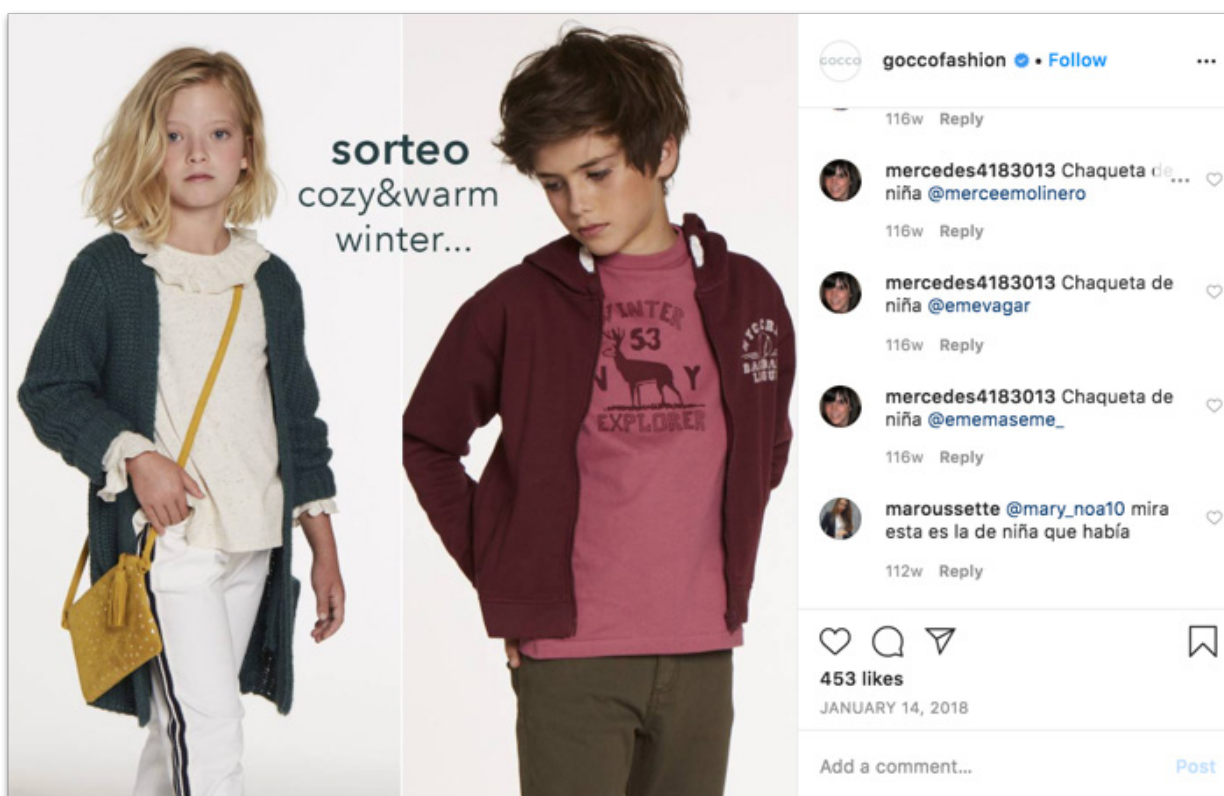 sorteo
cozy&warm
winter...
WINTER
53
N Y
EXPLORER
GOCCO
goccofashion • Follow
116w Reply
mercedes4183013 Chaqueta de
niña @merceemolinero
116w Reply
mercedes4183013 Chaqueta de
niña @emevagar
116w Reply
mercedes4183013 Chaqueta de
niña @ememaseme_
116w Reply
maroussette @mary_noa10 mira
esta es la de niña que había
112w Reply
453 likes
JANUARY 14, 2018
Add a comment...
Post